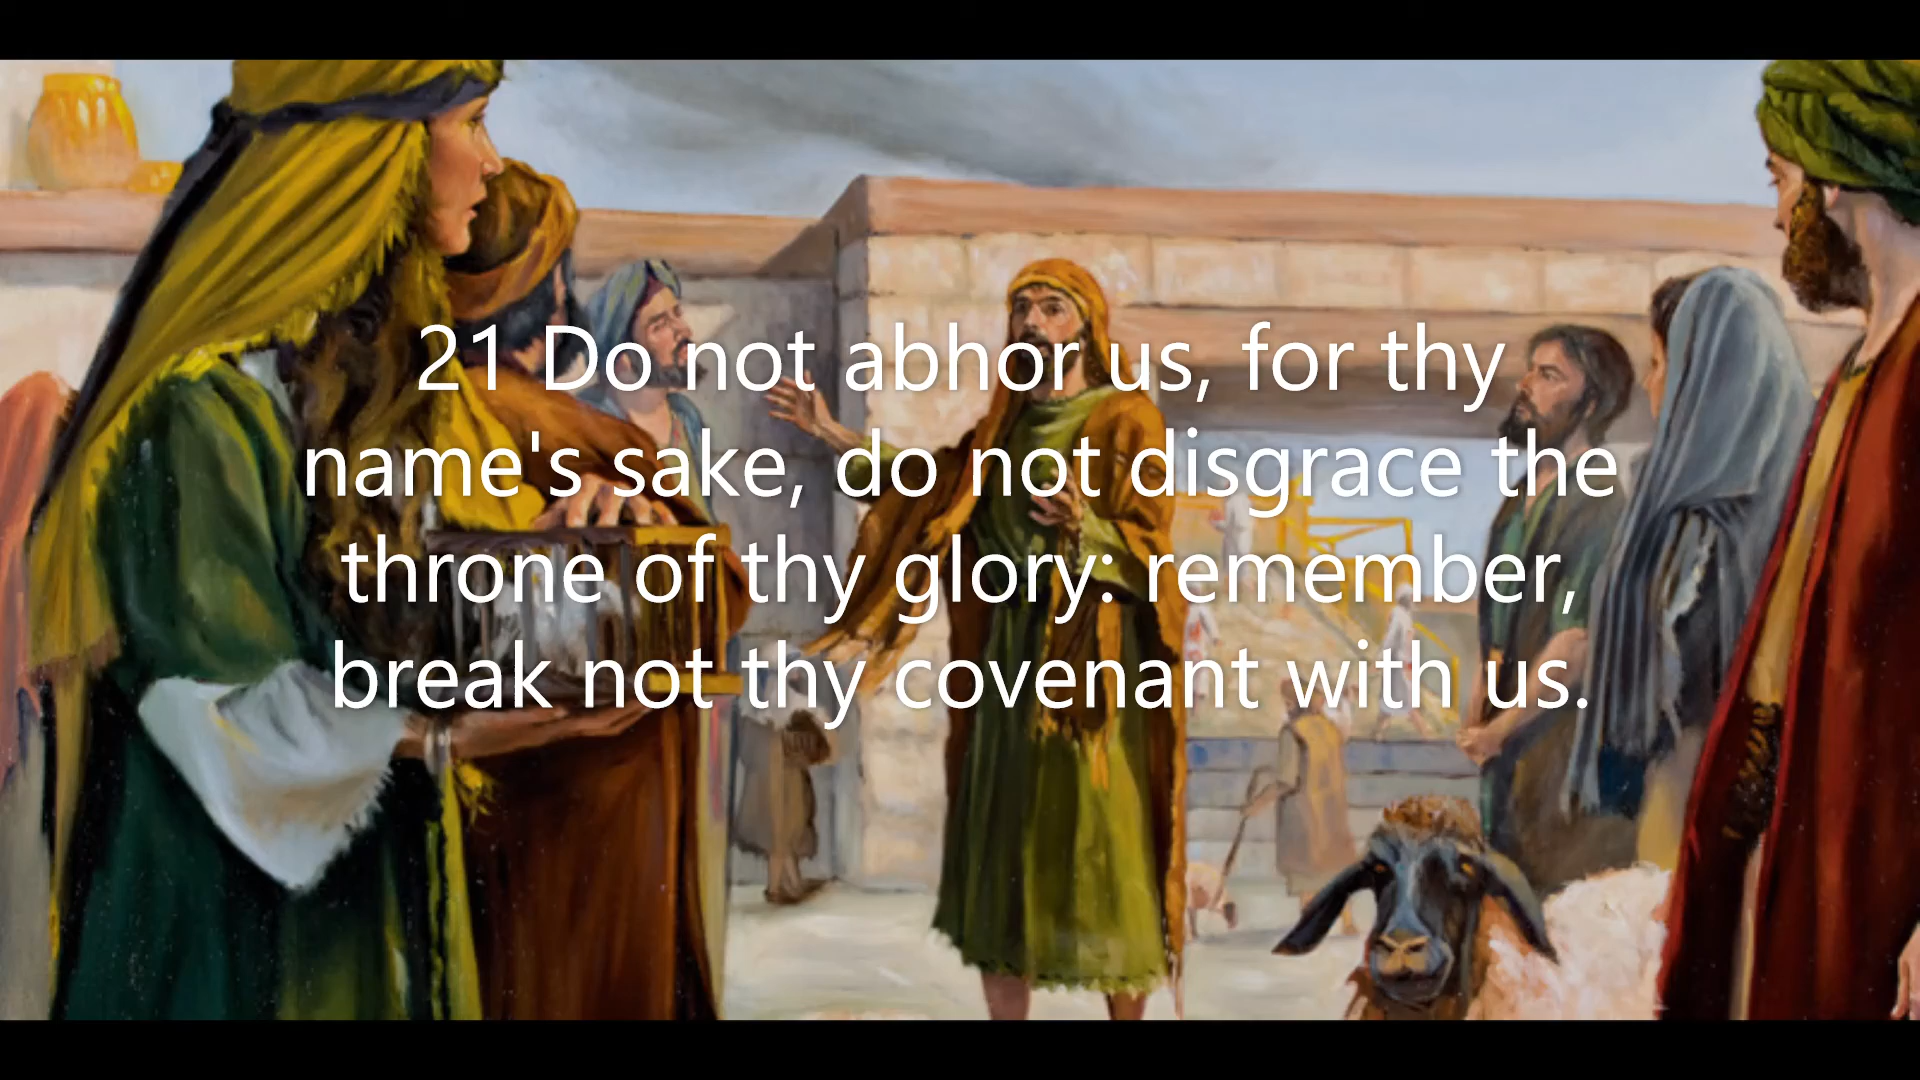 21 Do not abhor us, for thy
name's sake, do not disgrace the
throne of thy glory: remember,
break not thy covenant with us.